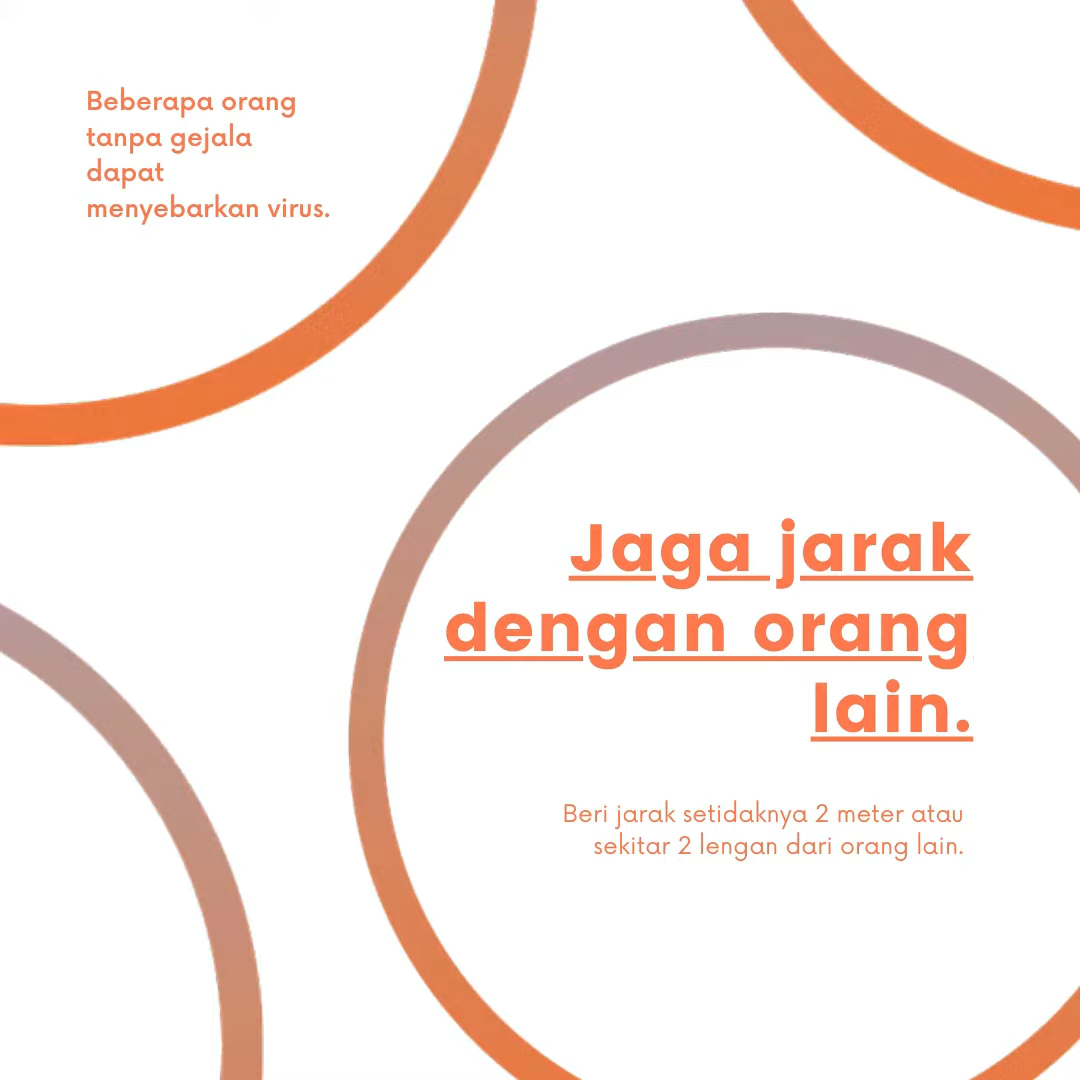 Beberapa orang
tanpa gejala
dapat
menyebarkan virus.
Jaga jarak
dengan orang
lain.
Beri jarak setidaknya 2 meter atau
sekitar 2 lengan dari orang lain.